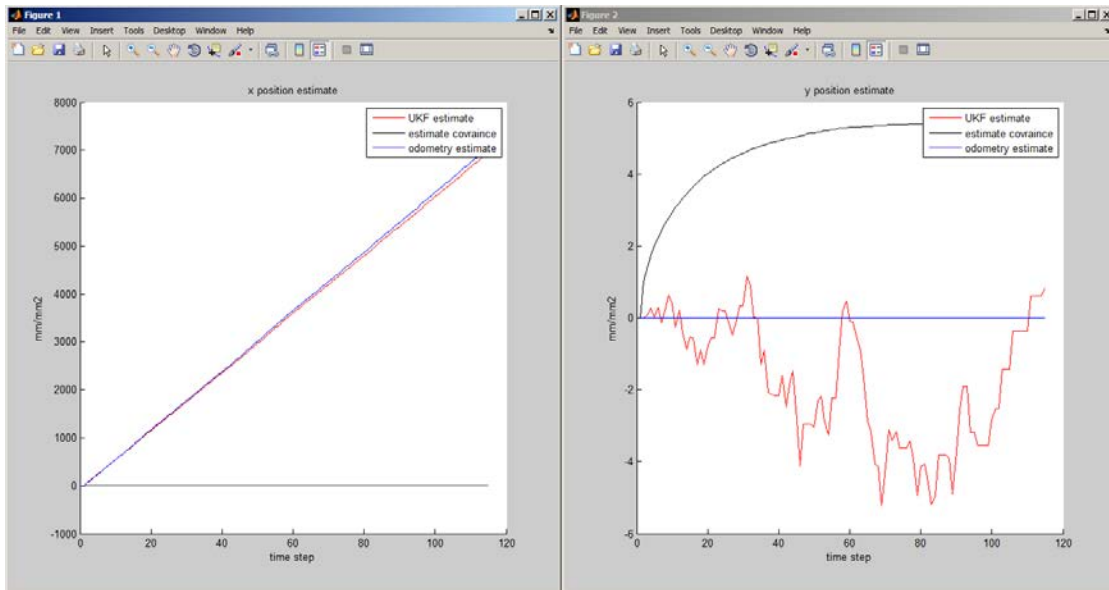 Figure 1
File Edit View Insert Tools Desktop Window Help
x position estimate
8000
7000
6000
5000
4000
3000
2000
1000
0
-1000
mm/mm2
0 20 40 60 80 100 120
time step
UKF estimate
estimate covraince
odometry estimate
Figure 2
File Edit View Insert Tools Desktop Window Help
y position estimate
6
4
2
0
-2
-4
-6
mm/mm2
0 20 40 60 80 100 120
time step
UKF estimate
estimate covraince
odometry estimate